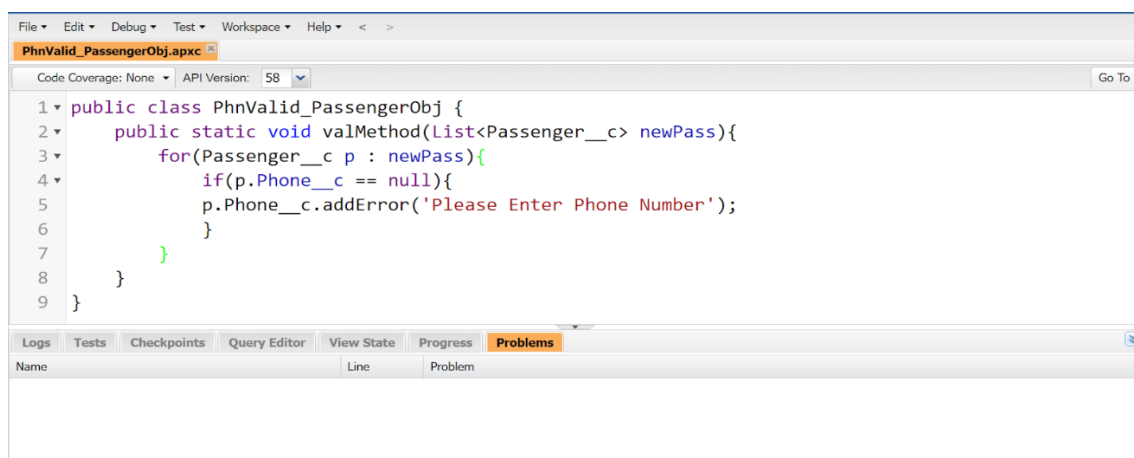 File Edit Debug Test Workspace Help < >
PhnValid_PassengerObj.apxc
Code Coverage: None API Version: 58 Go To
1 public class PhnValid_PassengerObj {
2 public static void valMethod(List<Passenger__c> newPass){
3 for(Passenger__c p : newPass){
4 if(p.Phone__c == null){
5 p.Phone__c.addError('Please Enter Phone Number');
6 }
7 }
8 }
9 }
Logs Tests Checkpoints Query Editor View State Progress Problems
Name Line Problem